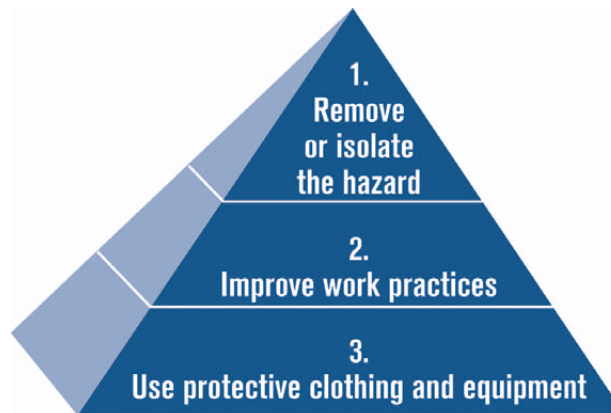 1.
Remove
or isolate
the hazard
2.
Improve work practices
3.
Use protective clothing and equipment